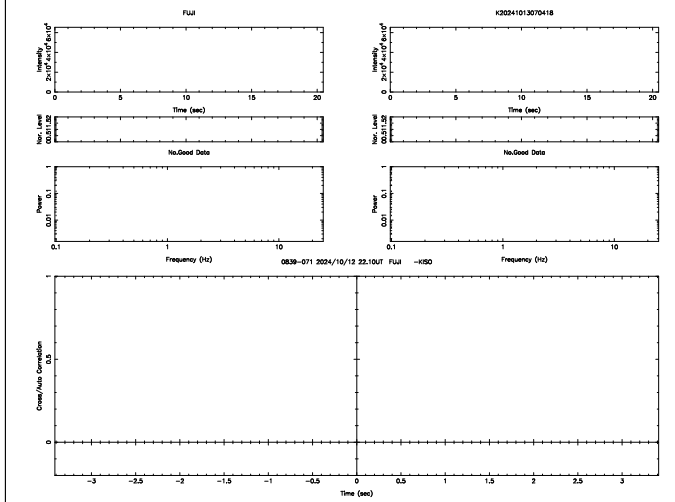 FUJI
K20241013070418
Intensity
0 2×10⁴ 4×10⁴ 6×10⁴
0 5 10 15 20
Time (sec)
Intensity
0 2×10⁴ 4×10⁴ 6×10⁴
0 5 10 15 20
Time (sec)
Nor. Level
00.511.52
Nor. Level
00.511.52
No.Good Data
No.Good Data
Power
0.01 0.1 1
0.1 1 10
Frequency (Hz)
Power
0.01 0.1 1
0.1 1 10
Frequency (Hz)
0839-071 2024/10/12 22.10UT FUJI -KISO
Cross/Auto Correlation
0 0.5 1
-3 -2.5 -2 -1.5 -1 -0.5 0 0.5 1 1.5 2 2.5 3
Time (sec)